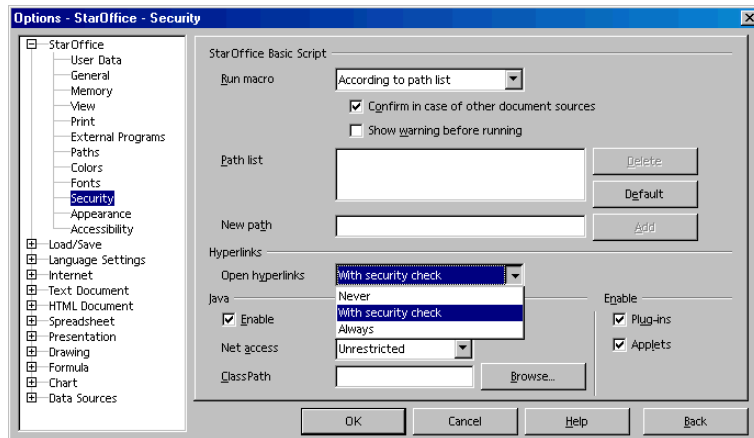 Options - StarOffice - Security
StarOffice
User Data
General
Memory
View
Print
External Programs
Paths
Colors
Fonts
Security
Appearance
Accessibility
Load/Save
Language Settings
Internet
Text Document
HTML Document
Spreadsheet
Presentation
Drawing
Formula
Chart
Data Sources
StarOffice Basic Script
Run macro According to path list
Confirm in case of other document sources
Show warning before running
Path list Delete
Default
New path Add
Hyperlinks
Open hyperlinks With security check
Never
With security check
Always
Java
Enable
Net access Unrestricted
ClassPath Browse...
Enable
Plug-ins
Applets
OK Cancel Help Back